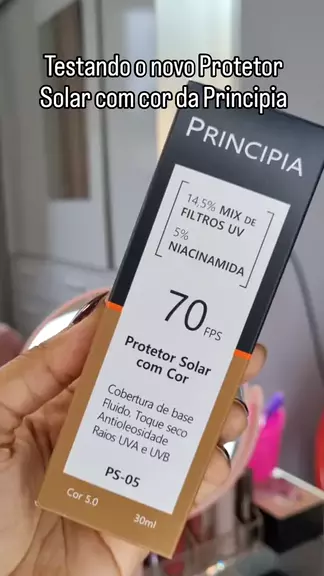 Testando o novo Protetor
Solar com cor da Principia
PRINCIPIA
14,5% MIX DE
FILTROS UV
5%
NIACINAMIDA
70 FPS
Protetor Solar
com Cor
Cobertura de base
Fluido, Toque seco
Antioleosidade
Raios UVA e UVB
PS-05
Cor 5.0
30ml